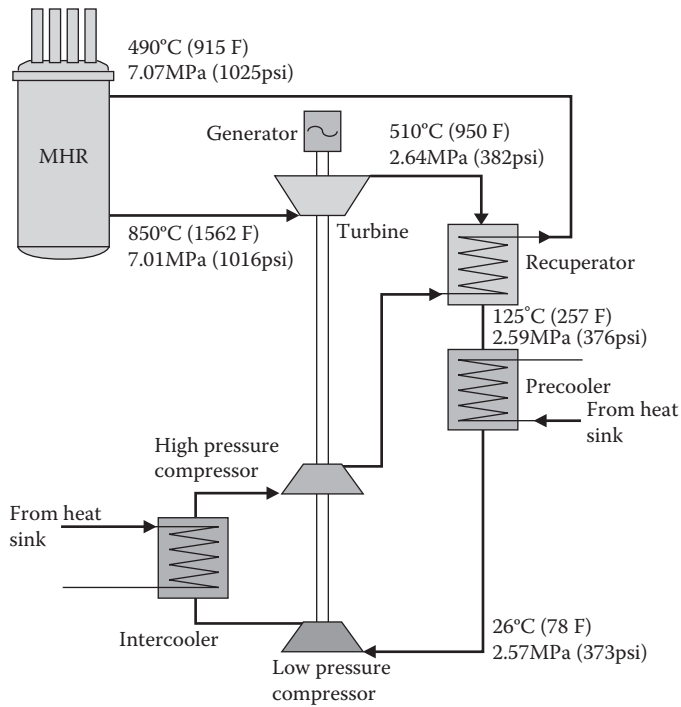 490°C (915 F)
7.07MPa (1025psi)
MHR
Generator
510°C (950 F)
2.64MPa (382psi)
850°C (1562 F)
7.01MPa (1016psi)
Turbine
Recuperator
125°C (257 F)
2.59MPa (376psi)
Precooler
From heat
sink
High pressure
compressor
From heat
sink
Intercooler
26°C (78 F)
2.57MPa (373psi)
Low pressure
compressor